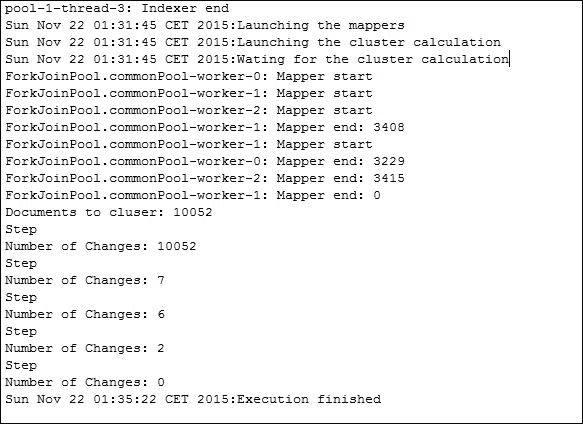 pool-1-thread-3: Indexer end
Sun Nov 22 01:31:45 CET 2015:Launching the mappers
Sun Nov 22 01:31:45 CET 2015:Launching the cluster calculation
Sun Nov 22 01:31:45 CET 2015:Wating for the cluster calculation
ForkJoinPool.commonPool-worker-0: Mapper start
ForkJoinPool.commonPool-worker-1: Mapper start
ForkJoinPool.commonPool-worker-2: Mapper start
ForkJoinPool.commonPool-worker-1: Mapper end: 3408
ForkJoinPool.commonPool-worker-1: Mapper start
ForkJoinPool.commonPool-worker-0: Mapper end: 3229
ForkJoinPool.commonPool-worker-2: Mapper end: 3415
ForkJoinPool.commonPool-worker-1: Mapper end: 0
Documents to cluser: 10052
Step
Number of Changes: 10052
Step
Number of Changes: 7
Step
Number of Changes: 6
Step
Number of Changes: 2
Step
Number of Changes: 0
Sun Nov 22 01:35:22 CET 2015:Execution finished